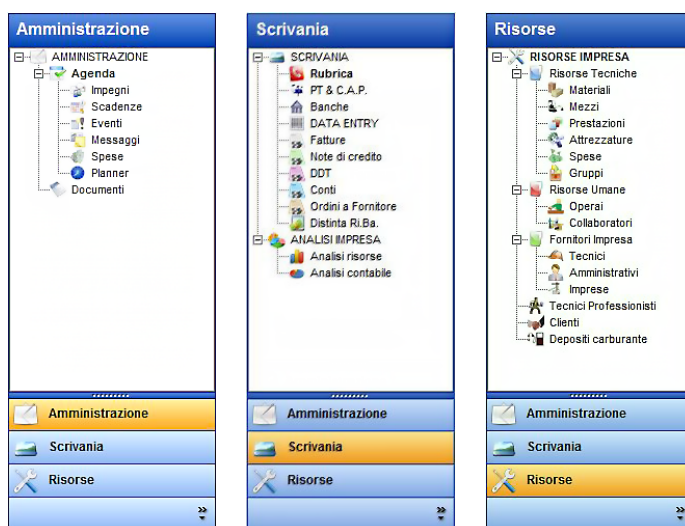 Amministrazione
AMMINISTRAZIONE
Agenda
Impegni
Scadenze
Eventi
Messaggi
Spese
Planner
Documenti
Amministrazione
Scrivania
Risorse
Scrivania
SCRIVANIA
Rubrica
PT & C.A.P.
Banche
DATA ENTRY
Fatture
Note di credito
DDT
Conti
Ordini a Fornitore
Distinta Ri.Ba.
ANALISI IMPRESA
Analisi risorse
Analisi contabile
Amministrazione
Scrivania
Risorse
Risorse
RISORSE IMPRESA
Risorse Tecniche
Materiali
Mezzi
Prestazioni
Attrezzature
Spese
Gruppi
Risorse Umane
Operai
Collaboratori
Fornitori Impresa
Tecnici
Amministrativi
Imprese
Tecnici Professionisti
Clienti
Depositi carburante
Amministrazione
Scrivania
Risorse